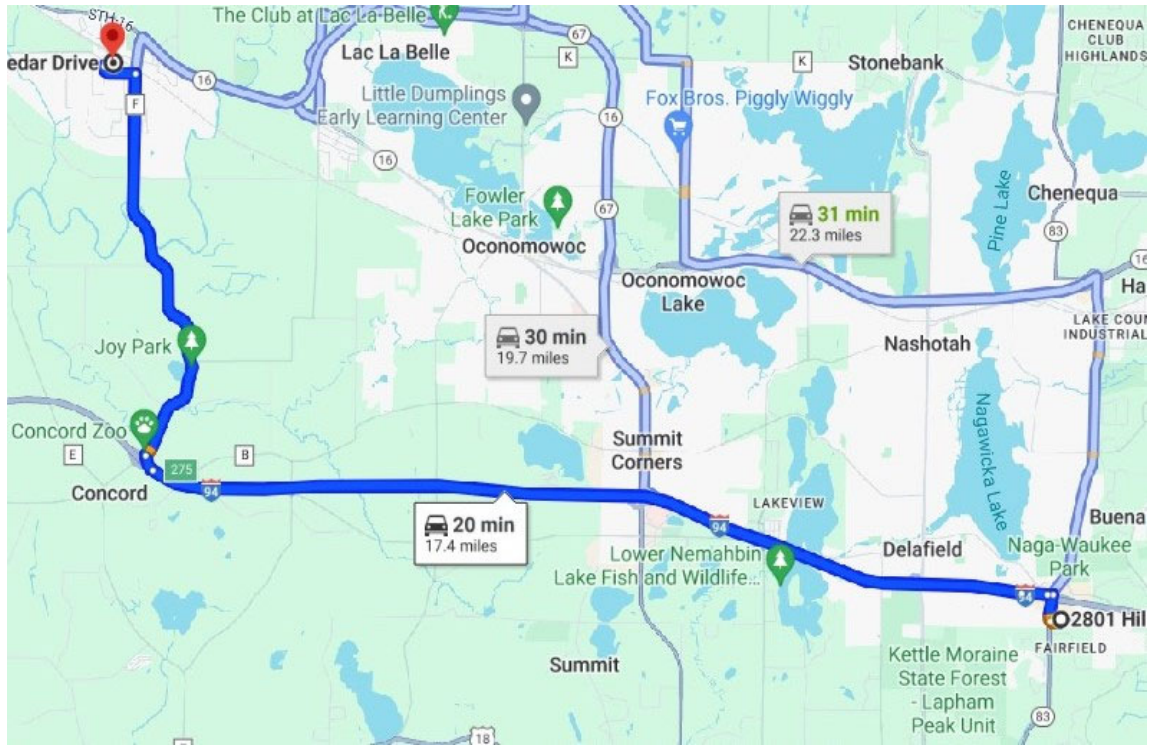 STH-16
The Club at Lac La Belle
67
CHENEQUA
CLUB
HIGHLANDS
edar Drive
Lac La Belle
K
K
Stonebank
16
F
Little Dumplings
Early Learning Center
Fox Bros. Piggly Wiggly
16
16
Fowler
Lake Park
Oconomowoc
67
31 min
22.3 miles
Pine Lake
Chenequa
83
16
Oconomowoc
Lake
Ha
LAKE COUN
INDUSTRIAL
30 min
19.7 miles
Nashotah
Joy Park
Nagawicka Lake
Concord Zoo
E
275
B
94
Concord
Summit
Corners
LAKEVIEW
94
20 min
17.4 miles
Buena
Delafield
Naga-Waukee
Park
Lower Nemahbin
Lake Fish and Wildlife...
94
2801 Hil
FAIRFIELD
Summit
Kettle Moraine
State Forest
- Lapham
Peak Unit
83
18